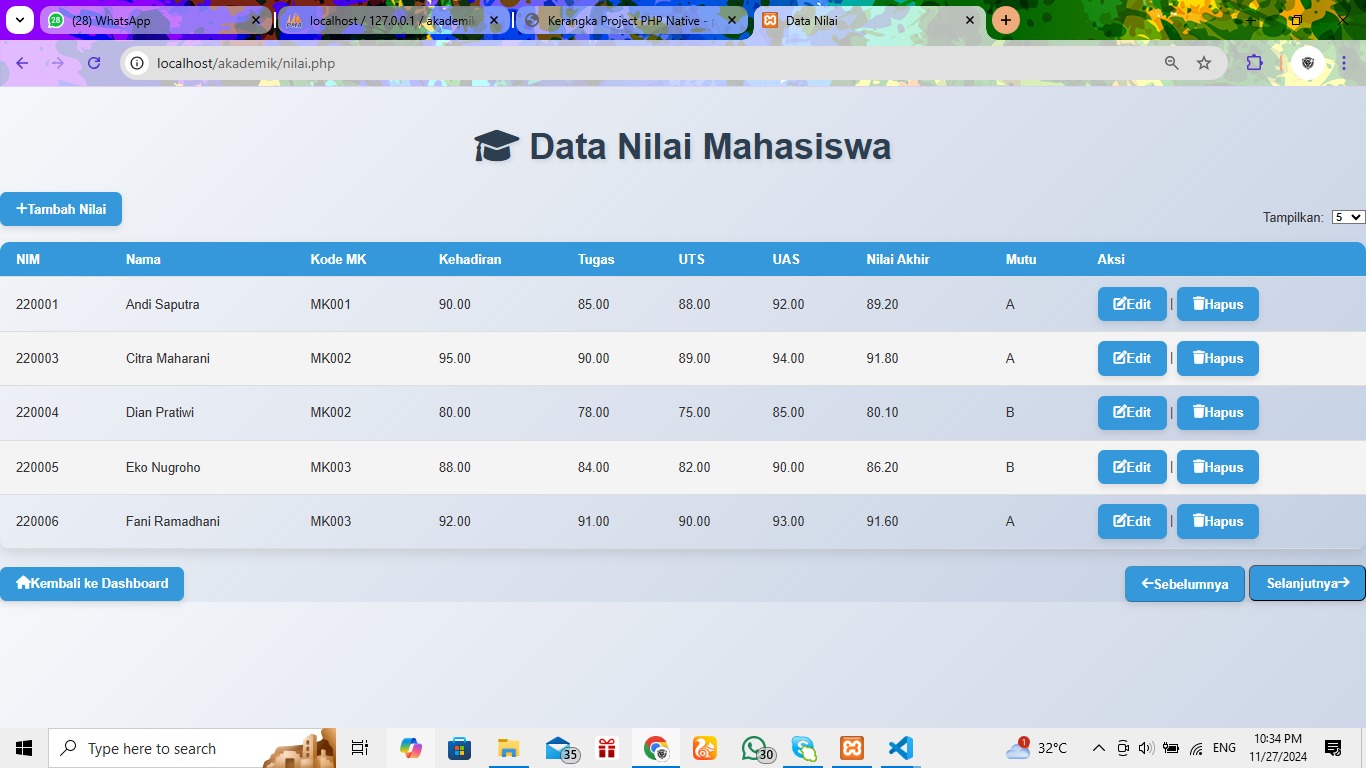 (28) WhatsApp
localhost / 127.0.0.1 / akademik
Kerangka Project PHP Native -
Data Nilai
localhost/akademik/nilai.php
Data Nilai Mahasiswa
Tambah Nilai
Tampilkan: 5
NIM Nama Kode MK Kehadiran Tugas UTS UAS Nilai Akhir Mutu Aksi
220001 Andi Saputra MK001 90.00 85.00 88.00 92.00 89.20 A Edit | Hapus
220003 Citra Maharani MK002 95.00 90.00 89.00 94.00 91.80 A Edit | Hapus
220004 Dian Pratiwi MK002 80.00 78.00 75.00 85.00 80.10 B Edit | Hapus
220005 Eko Nugroho MK003 88.00 84.00 82.00 90.00 86.20 B Edit | Hapus
220006 Fani Ramadhani MK003 92.00 91.00 90.00 93.00 91.60 A Edit | Hapus
Kembali ke Dashboard
Sebelumnya
Selanjutnya
Type here to search
35
30
1
32°C
ENG
10:34 PM
11/27/2024